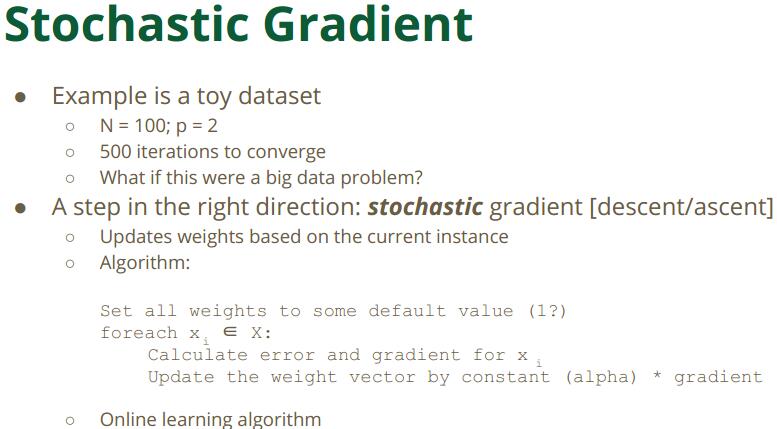 Stochastic Gradient
● Example is a toy dataset
○ N = 100; p = 2
○ 500 iterations to converge
○ What if this were a big data problem?
● A step in the right direction: stochastic gradient [descent/ascent]
○ Updates weights based on the current instance
○ Algorithm:
Set all weights to some default value (1?)
foreach xᵢ ∈ X:
Calculate error and gradient for x ᵢ
Update the weight vector by constant (alpha) * gradient
○ Online learning algorithm